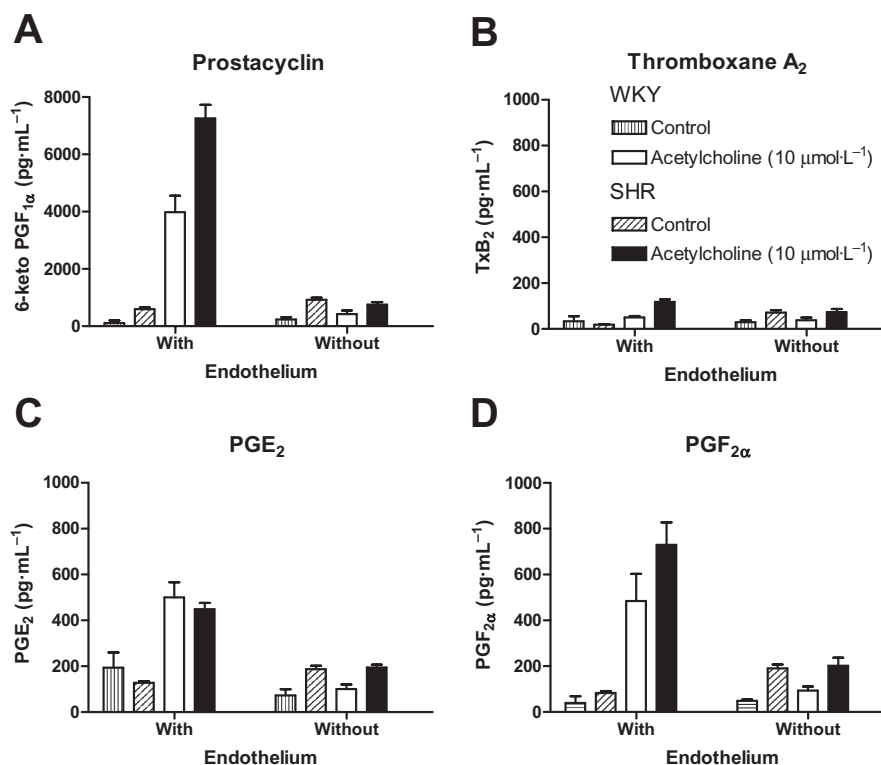 A
Prostacyclin
6-keto PGF1α (pg·mL−1)
8000
6000
4000
2000
0
With
Without
Endothelium
B
Thromboxane A2
TxB2 (pg·mL−1)
1000
800
600
400
200
0
WKY
Control
Acetylcholine (10 μmol·L−1)
SHR
Control
Acetylcholine (10 μmol·L−1)
With
Without
Endothelium
C
PGE2
PGE2 (pg·mL−1)
1000
800
600
400
200
0
With
Without
Endothelium
D
PGF2α
PGF2α (pg·mL−1)
1000
800
600
400
200
0
With
Without
Endothelium